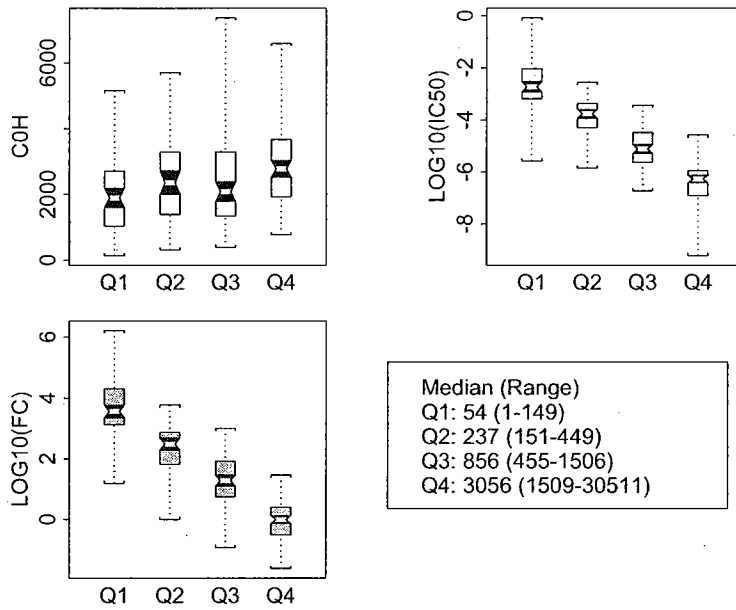 C0H
6000
4000
2000
0
Q1 Q2 Q3 Q4
LOG10(IC50)
0
-2
-4
-6
-8
Q1 Q2 Q3 Q4
LOG10(FC)
6
4
2
0
Q1 Q2 Q3 Q4
Median (Range)
Q1: 54 (1-149)
Q2: 237 (151-449)
Q3: 856 (455-1506)
Q4: 3056 (1509-30511)